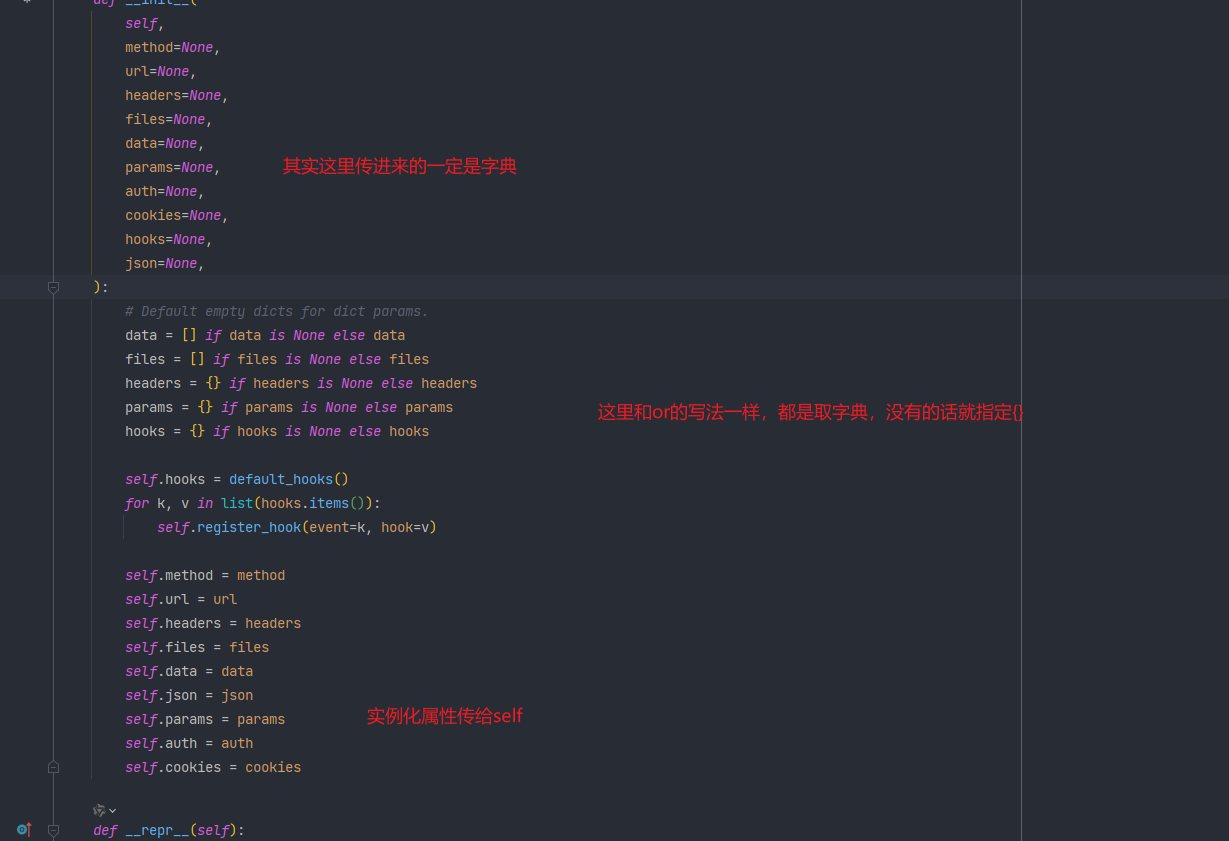 def __init__(
self,
method=None,
url=None,
headers=None,
files=None,
data=None,
params=None,
其实这里传进来的一定是字典
auth=None,
cookies=None,
hooks=None,
json=None,
):
# Default empty dicts for dict params.
data = [] if data is None else data
files = [] if files is None else files
headers = {} if headers is None else headers
params = {} if params is None else params
这里和or的写法一样，都是取字典，没有的话就指定{}
hooks = {} if hooks is None else hooks
self.hooks = default_hooks()
for k, v in list(hooks.items()):
self.register_hook(event=k, hook=v)
self.method = method
self.url = url
self.headers = headers
self.files = files
self.data = data
self.json = json
self.params = params
实例化属性传给self
self.auth = auth
self.cookies = cookies
def __repr__(self):